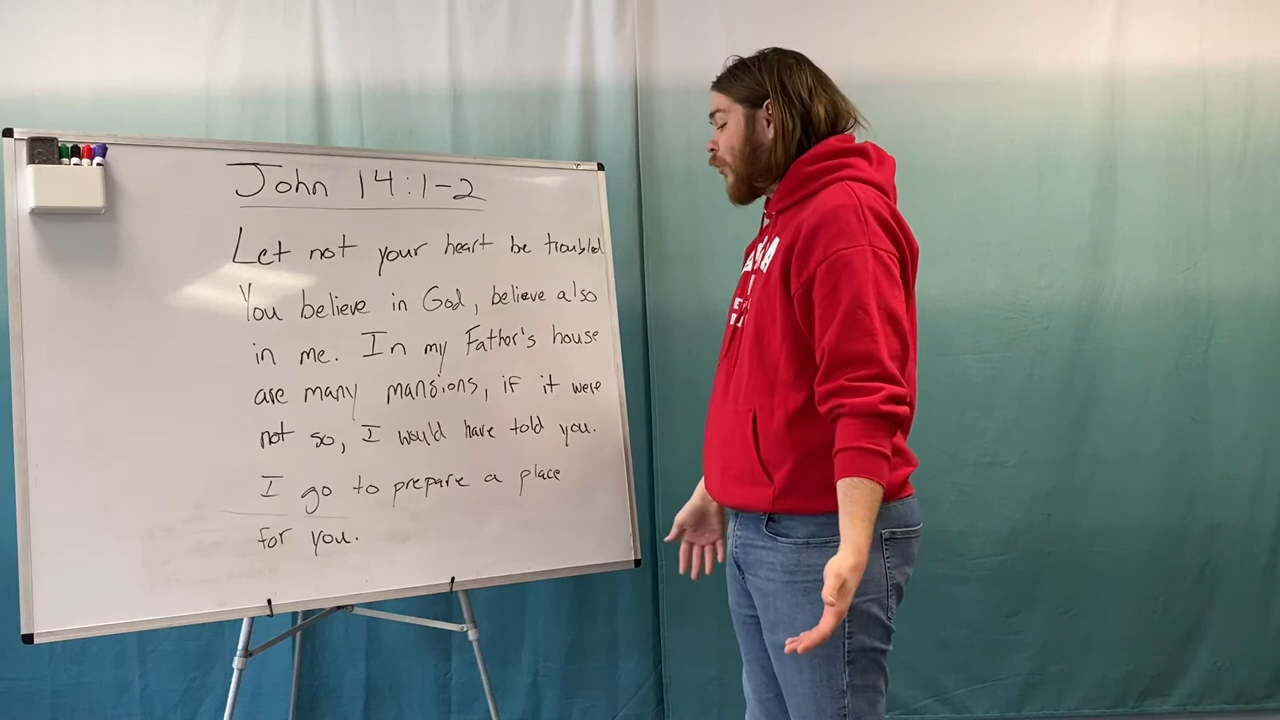 John 14:1-2
Let not your heart be troubled
You believe in God, believe also
in me. In my Father's house
are many mansions, if it were
not so, I would have told you.
I go to prepare a place
for you.